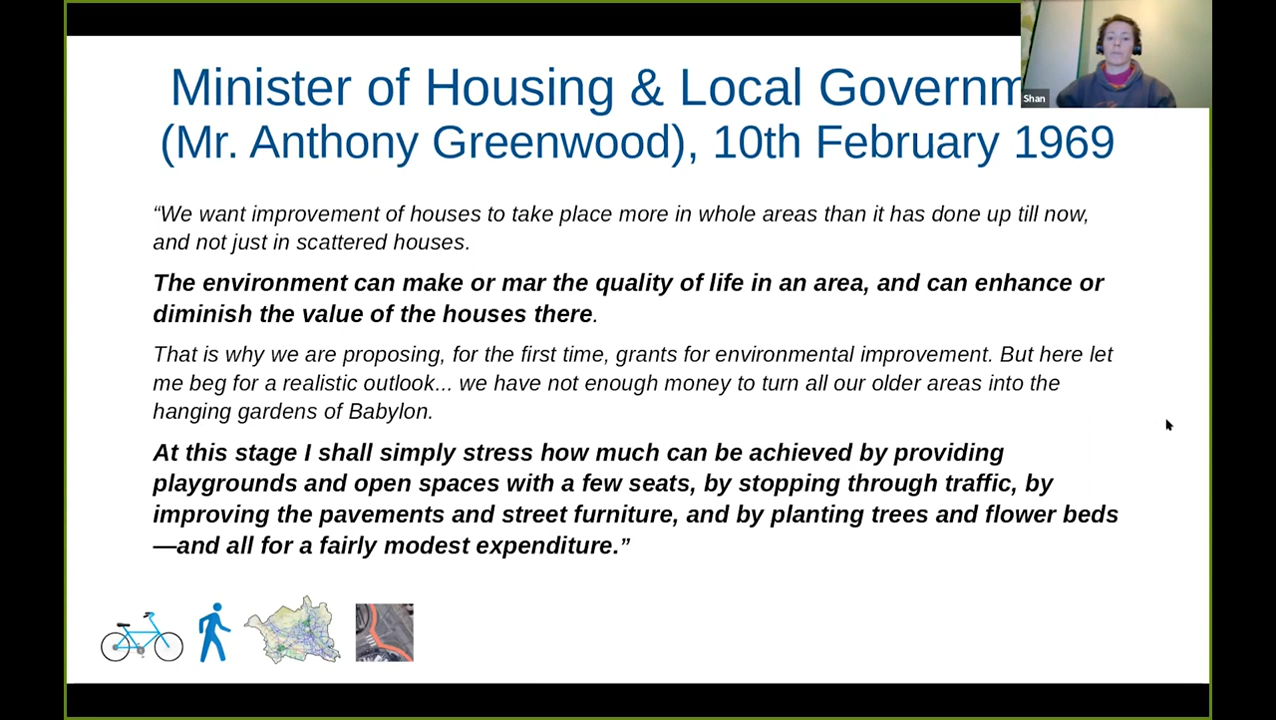 Minister of Housing & Local Governm
(Mr. Anthony Greenwood), 10th February 1969
Shan
“We want improvement of houses to take place more in whole areas than it has done up till now,
and not just in scattered houses.
The environment can make or mar the quality of life in an area, and can enhance or
diminish the value of the houses there.
That is why we are proposing, for the first time, grants for environmental improvement. But here let
me beg for a realistic outlook... we have not enough money to turn all our older areas into the
hanging gardens of Babylon.
At this stage I shall simply stress how much can be achieved by providing
playgrounds and open spaces with a few seats, by stopping through traffic, by
improving the pavements and street furniture, and by planting trees and flower beds
—and all for a fairly modest expenditure.”